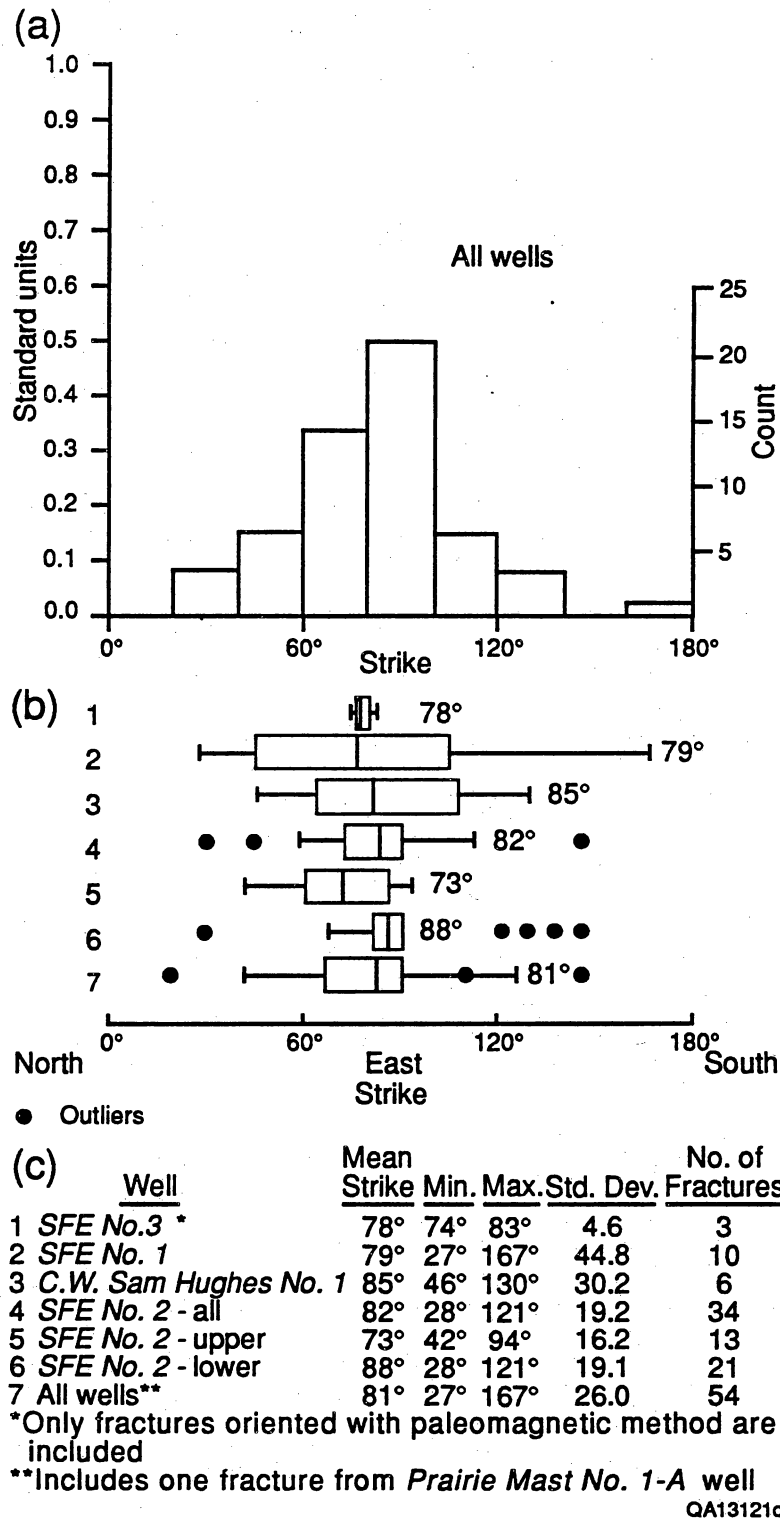 (a)
1.0
0.9
0.8
0.7
0.6
0.5
0.4
0.3
0.2
0.1
0.0
Standard units
All wells
25
20
15
10
5
Count
0° 60° 120° 180°
Strike
(b)
1 78°
2 79°
3 85°
4 82°
5 73°
6 88°
7 81°
0° 60° 120° 180°
North East South
Strike
● Outliers
(c)
Mean No. of
Well Strike Min. Max. Std. Dev. Fractures
1 SFE No.3 * 78° 74° 83° 4.6 3
2 SFE No. 1 79° 27° 167° 44.8 10
3 C.W. Sam Hughes No. 1 85° 46° 130° 30.2 6
4 SFE No. 2 - all 82° 28° 121° 19.2 34
5 SFE No. 2 - upper 73° 42° 94° 16.2 13
6 SFE No. 2 - lower 88° 28° 121° 19.1 21
7 All wells** 81° 27° 167° 26.0 54
*Only fractures oriented with paleomagnetic method are
included
**Includes one fracture from Prairie Mast No. 1-A well
QA13121c